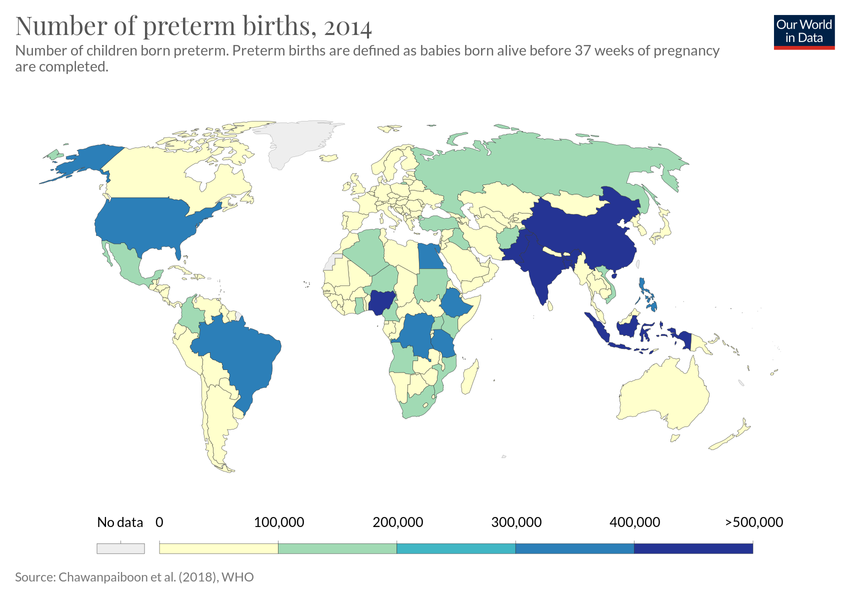 Number of preterm births, 2014
Our World
in Data
Number of children born preterm. Preterm births are defined as babies born alive before 37 weeks of pregnancy
are completed.
No data 0 100,000 200,000 300,000 400,000 >500,000
Source: Chawanpaiboon et al. (2018), WHO